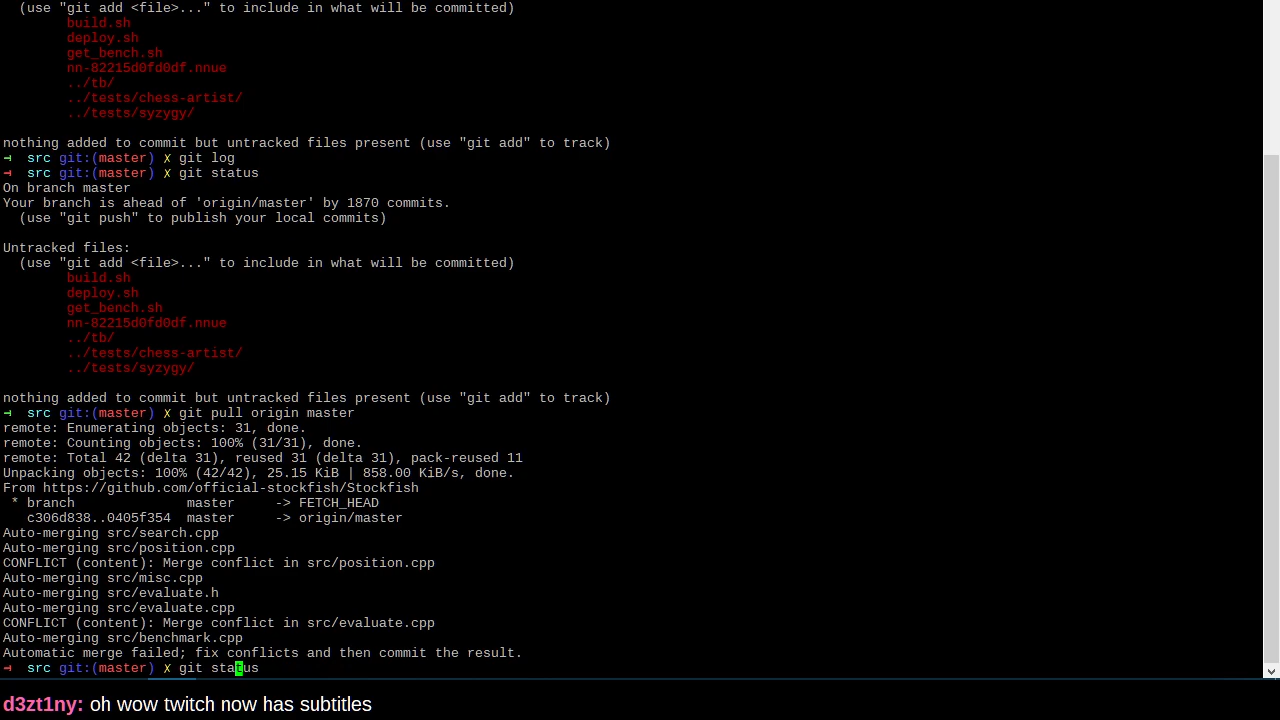 (use "git add <file>..." to include in what will be committed)
        build.sh
        deploy.sh
        get_bench.sh
        nn-82215d0fd0df.nnue
        ../tb/
        ../tests/chess-artist/
        ../tests/syzygy/

nothing added to commit but untracked files present (use "git add" to track)
→  src git:(master) ✗ git log
→  src git:(master) ✗ git status
On branch master
Your branch is ahead of 'origin/master' by 1870 commits.
  (use "git push" to publish your local commits)

Untracked files:
  (use "git add <file>..." to include in what will be committed)
        build.sh
        deploy.sh
        get_bench.sh
        nn-82215d0fd0df.nnue
        ../tb/
        ../tests/chess-artist/
        ../tests/syzygy/

nothing added to commit but untracked files present (use "git add" to track)
→  src git:(master) ✗ git pull origin master
remote: Enumerating objects: 31, done.
remote: Counting objects: 100% (31/31), done.
remote: Total 42 (delta 31), reused 31 (delta 31), pack-reused 11
Unpacking objects: 100% (42/42), 25.15 KiB | 858.00 KiB/s, done.
From https://github.com/official-stockfish/Stockfish
 * branch              master     -> FETCH_HEAD
   c306d838..0405f354  master     -> origin/master
Auto-merging src/search.cpp
Auto-merging src/position.cpp
CONFLICT (content): Merge conflict in src/position.cpp
Auto-merging src/misc.cpp
Auto-merging src/evaluate.h
Auto-merging src/evaluate.cpp
CONFLICT (content): Merge conflict in src/evaluate.cpp
Auto-merging src/benchmark.cpp
Automatic merge failed; fix conflicts and then commit the result.
→  src git:(master) ✗ git status
d3zt1ny: oh wow twitch now has subtitles